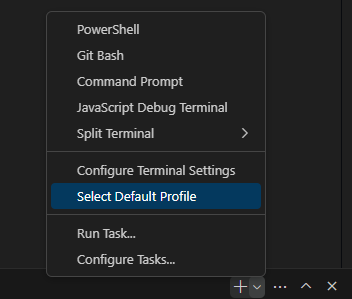 PowerShell
Git Bash
Command Prompt
JavaScript Debug Terminal
Split Terminal
Configure Terminal Settings
Select Default Profile
Run Task...
Configure Tasks...